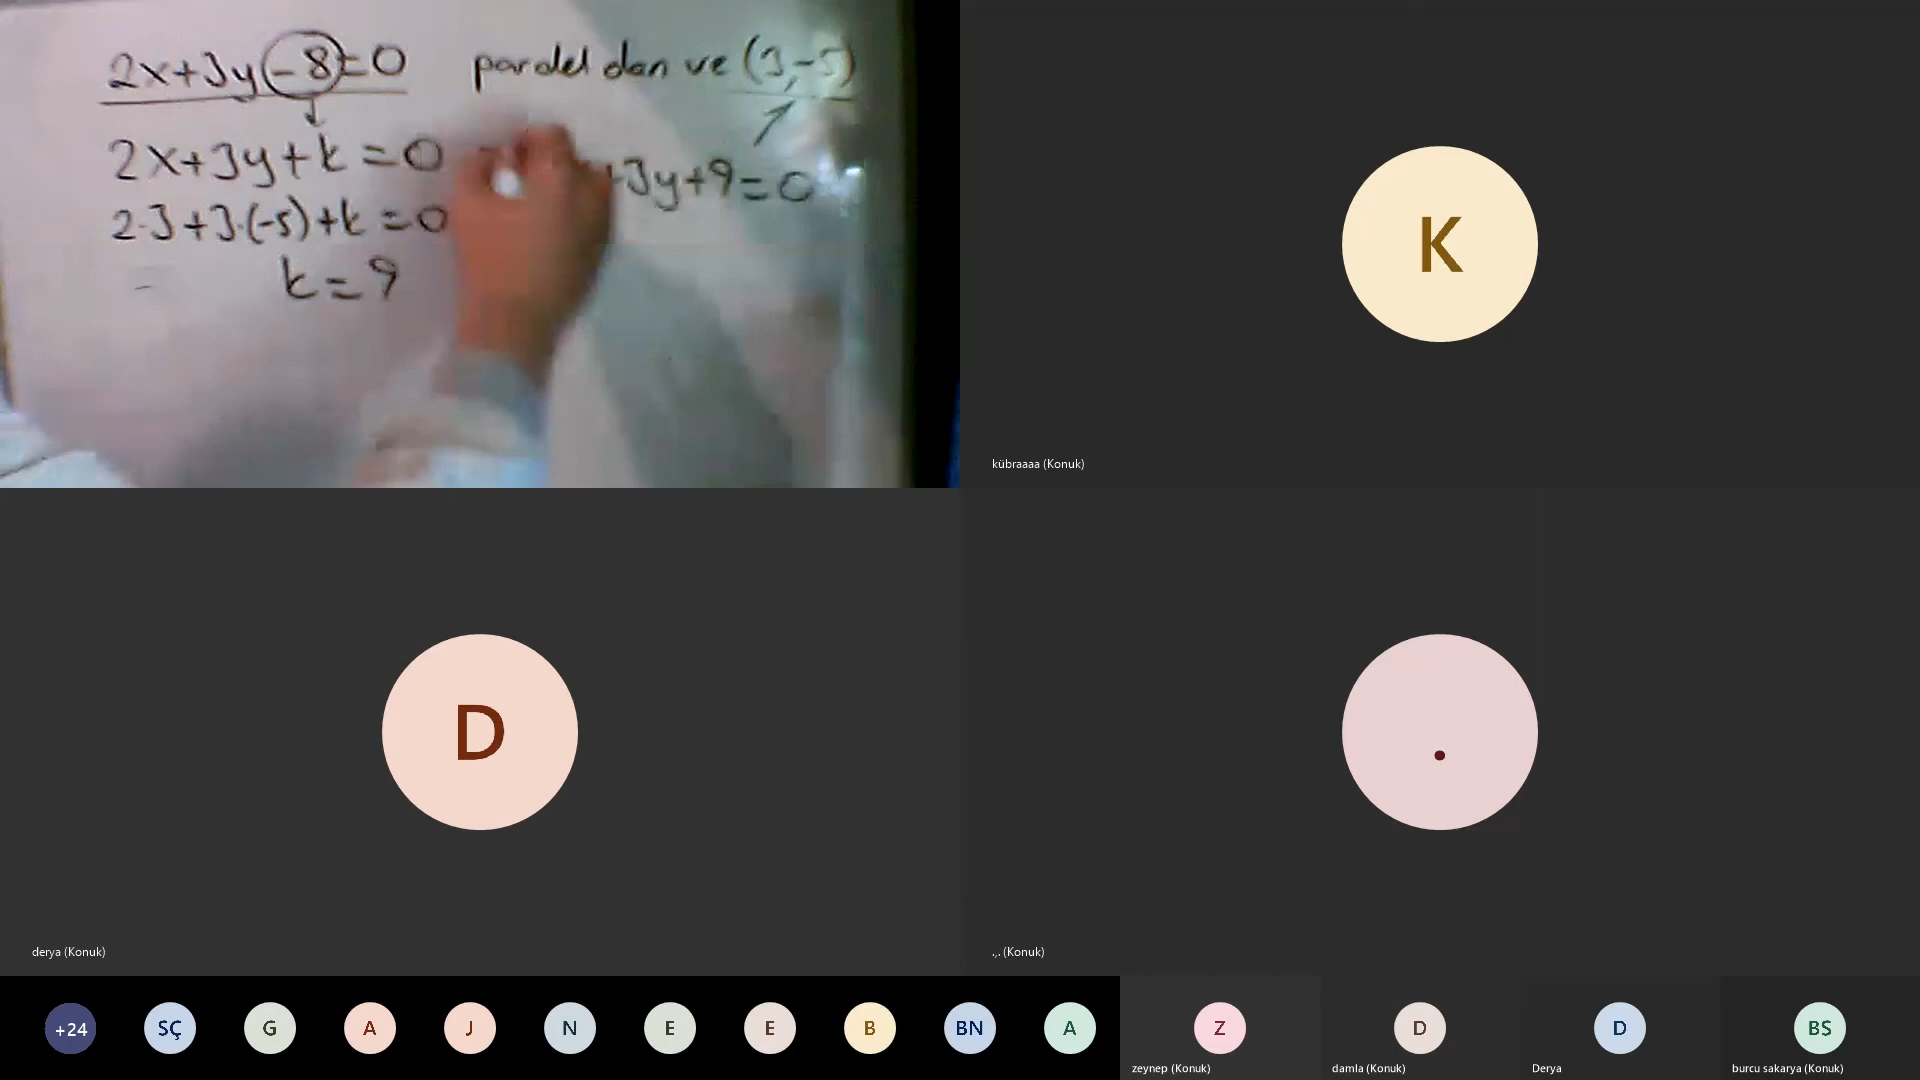 2x+3y-8=0 paralel olan ve (3,-5)
2x+3y+k=0
+3y+9=0
2·3+3·(-5)+k=0
k=9
K
kübraaaa (Konuk)
D
derya (Konuk)
.
.,. (Konuk)
+24 SÇ G A J N E E B BN A Z D D BS
zeynep (Konuk) damla (Konuk) Derya burcu sakarya (Konuk)